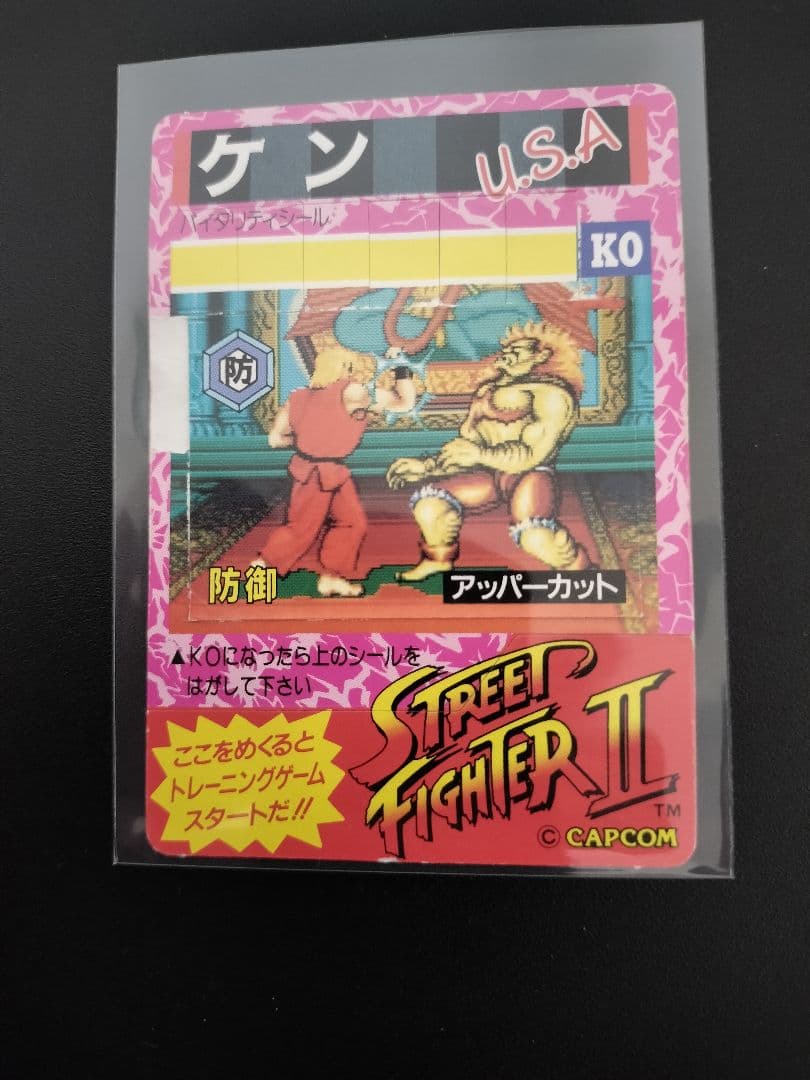 ケン
U.S.A
バイタリティシール
KO
防
防御
アッパーカット
▲KOになったら上のシールを
はがして下さい
ここをめくると
トレーニングゲーム
スタートだ!!
STREET
FIGHTER II
TM
© CAPCOM